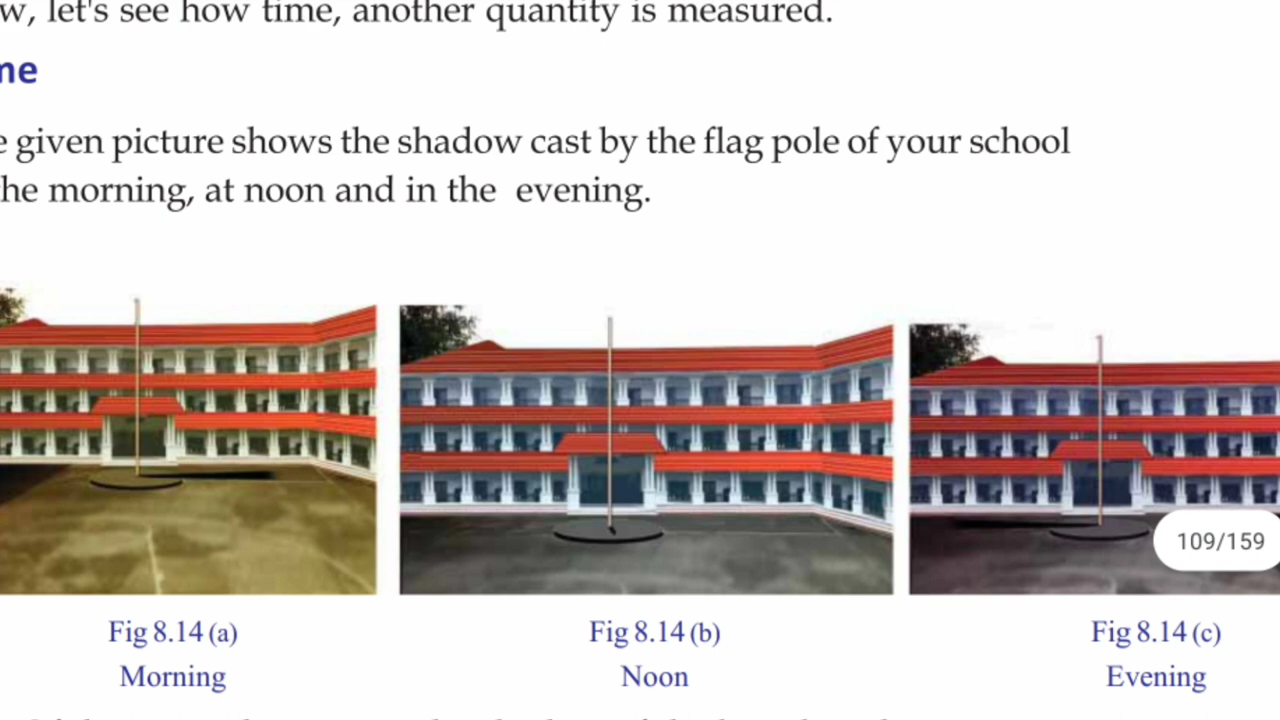 let's see how time, another quantity is measured.
given picture shows the shadow cast by the flag pole of your school
morning, at noon and in the evening.
109/159
Fig 8.14 (a)
Fig 8.14 (b)
Fig 8.14 (c)
Morning
Noon
Evening